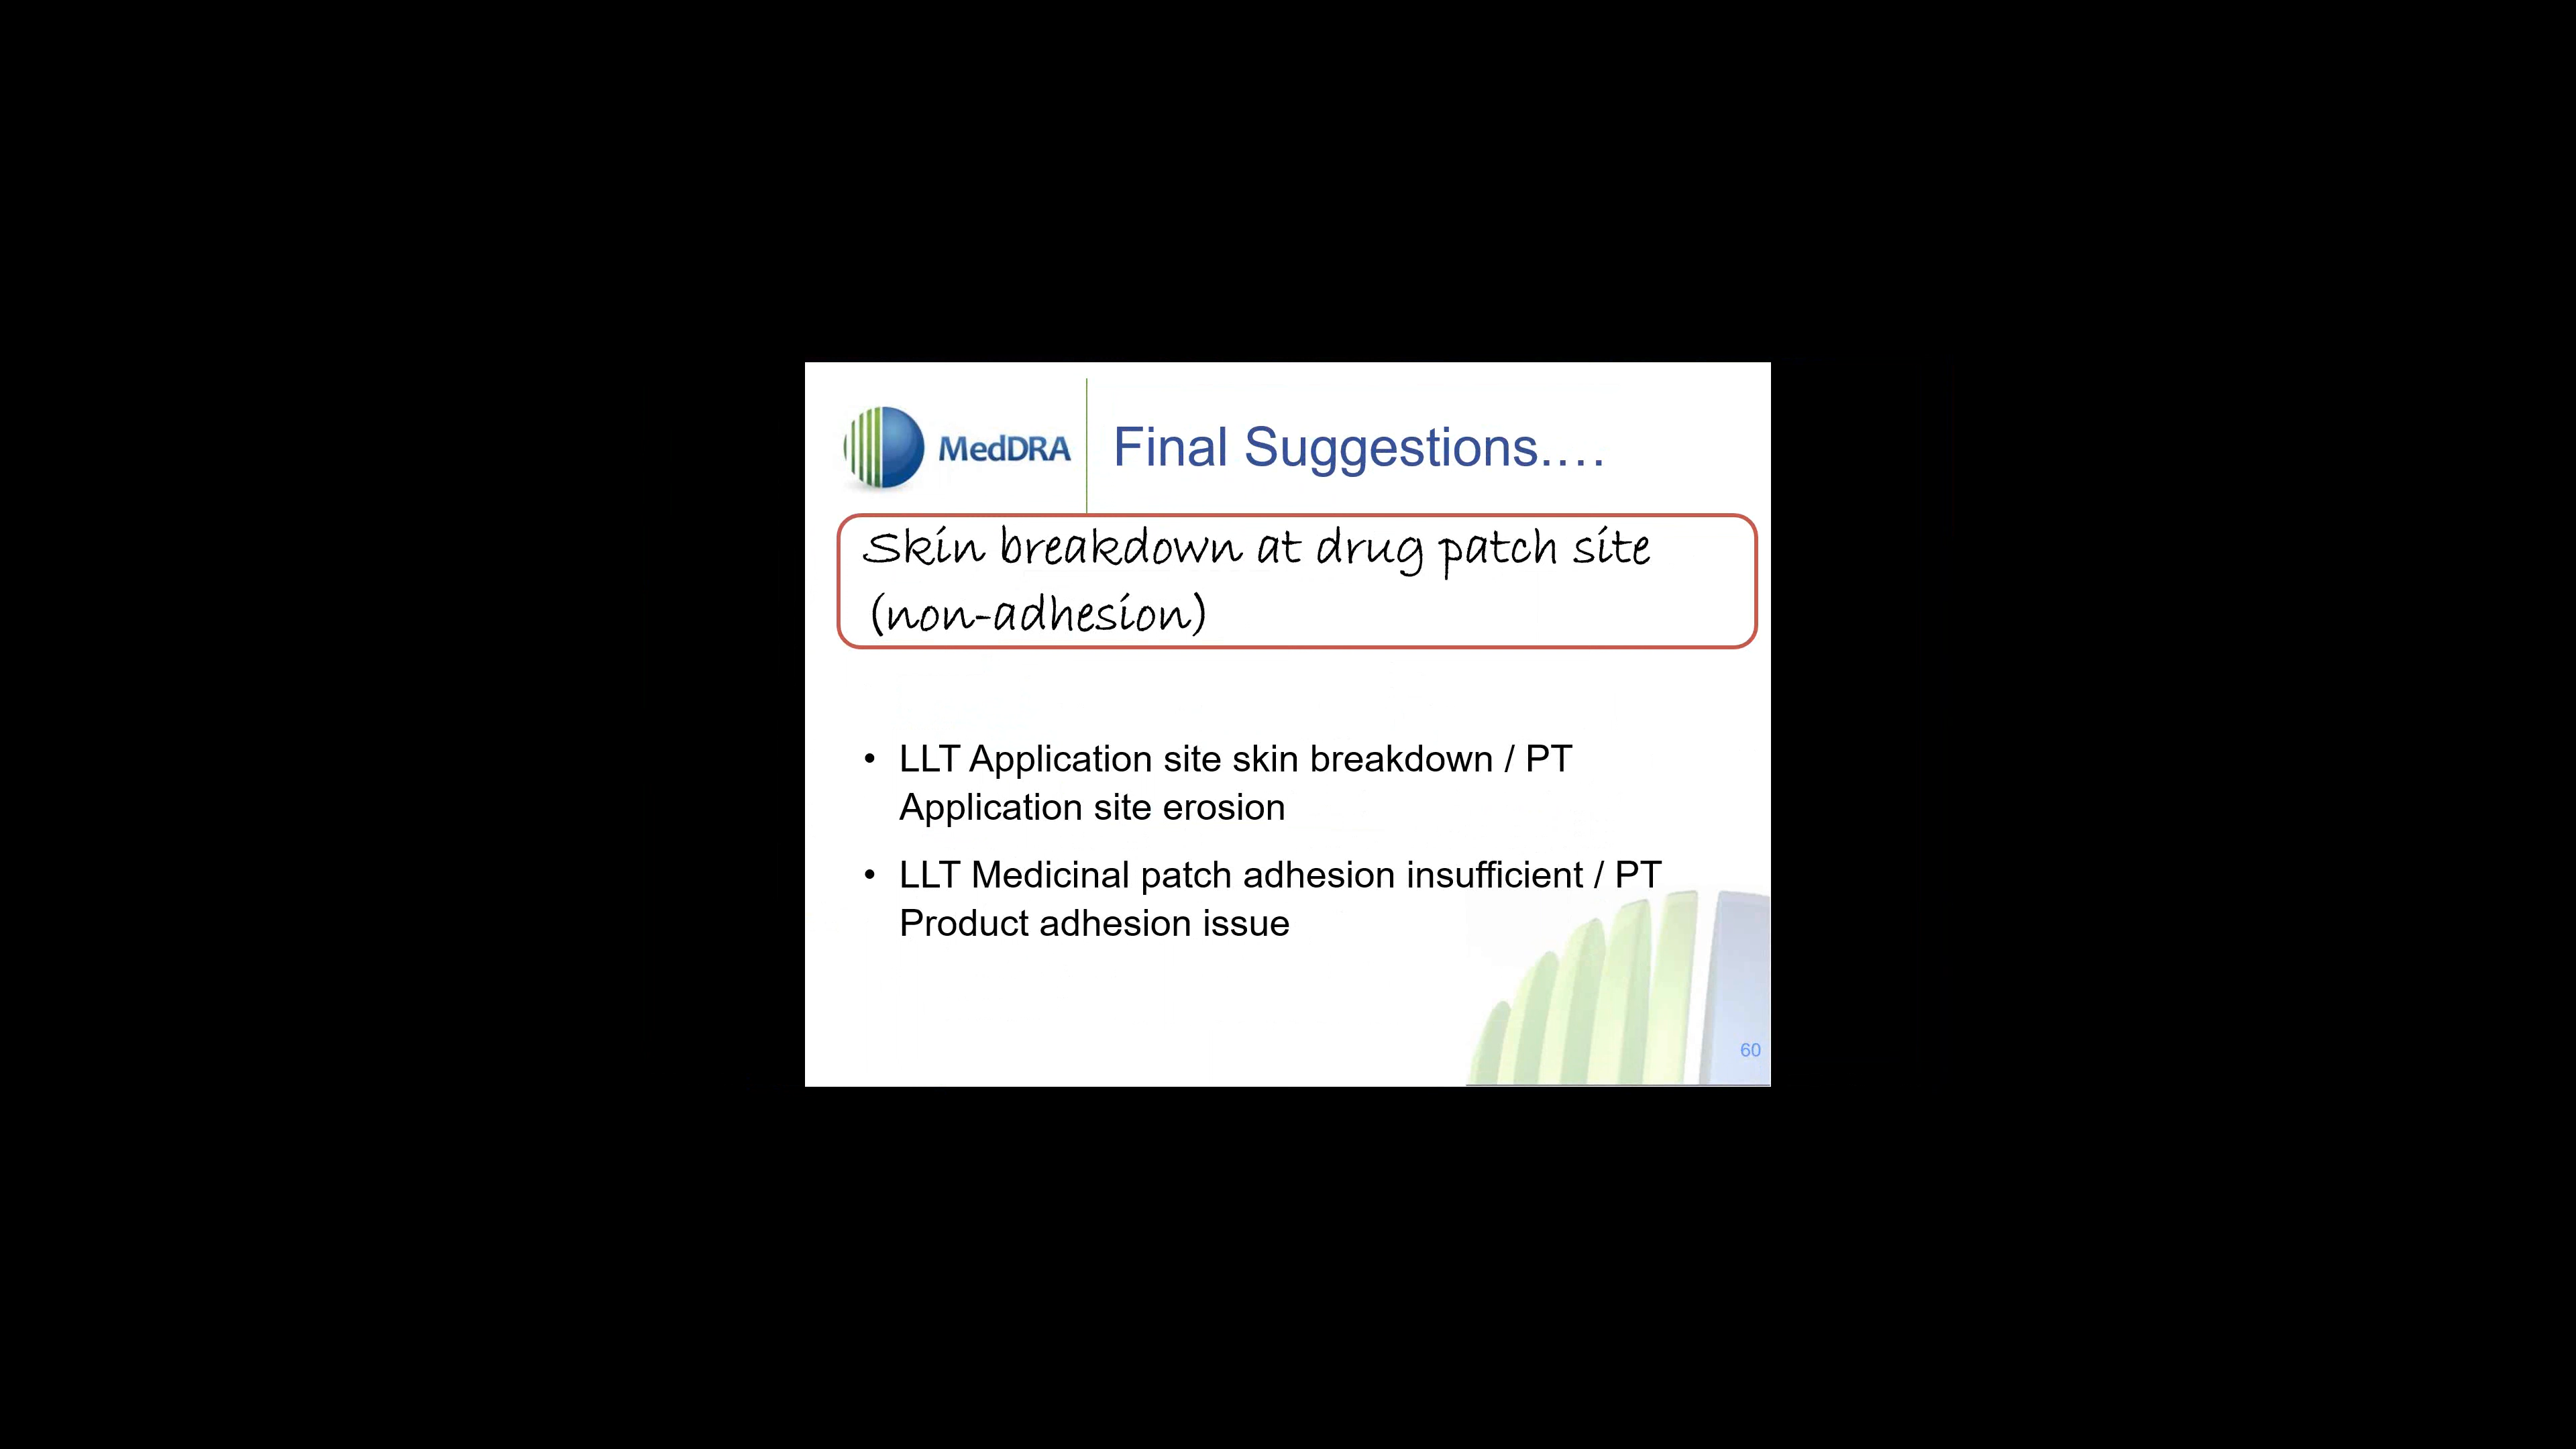 MedDRA
Final Suggestions....
Skin breakdown at drug patch site
(non-adhesion)
• LLT Application site skin breakdown / PT
Application site erosion
• LLT Medicinal patch adhesion insufficient / PT
Product adhesion issue
60